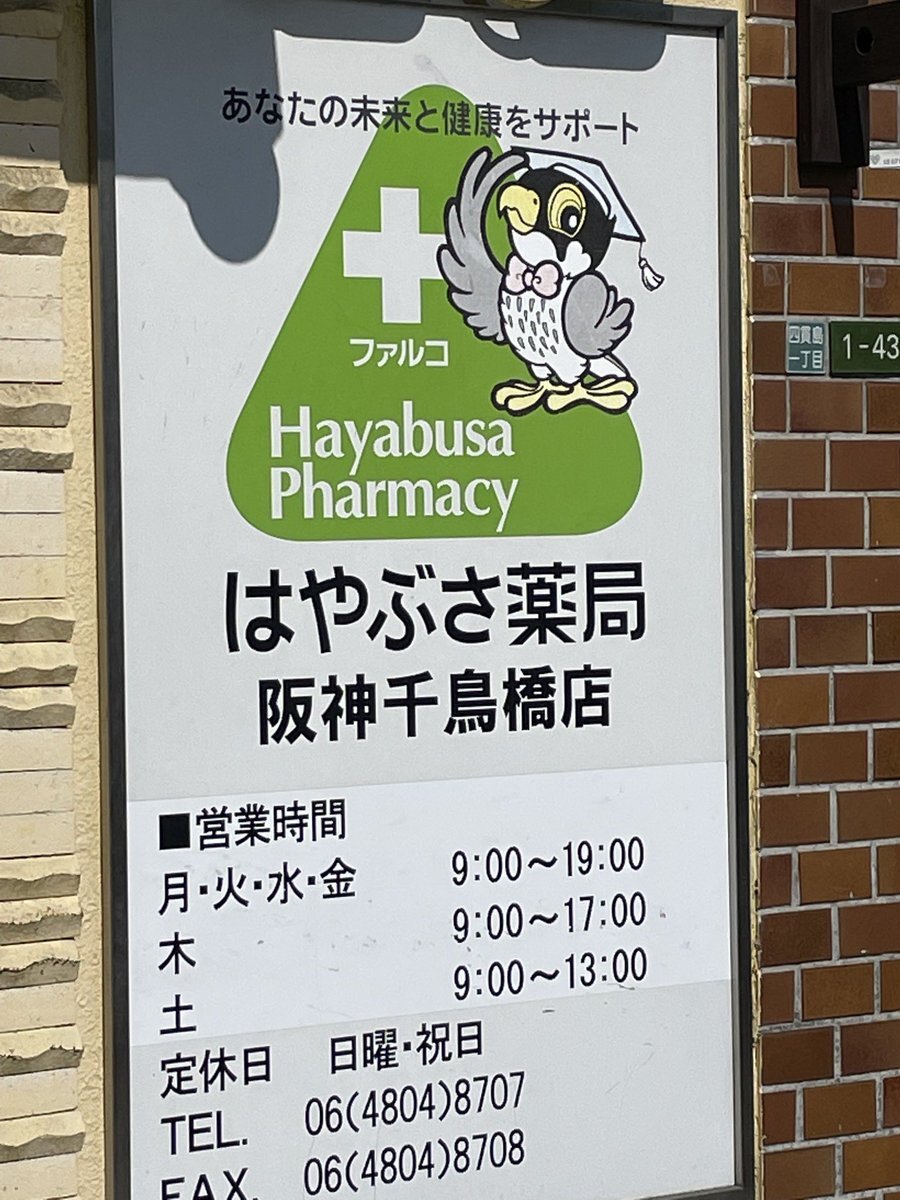 あなたの未来と健康をサポート
ファルコ
Hayabusa
Pharmacy
はやぶさ薬局
阪神千鳥橋店
■営業時間
月・火・水・金 9:00～19:00
木 9:00～17:00
土 9:00～13:00
定休日 日曜・祝日
TEL. 06(4804)8707
FAX. 06(4804)8708
四貫島
一丁目
1-43